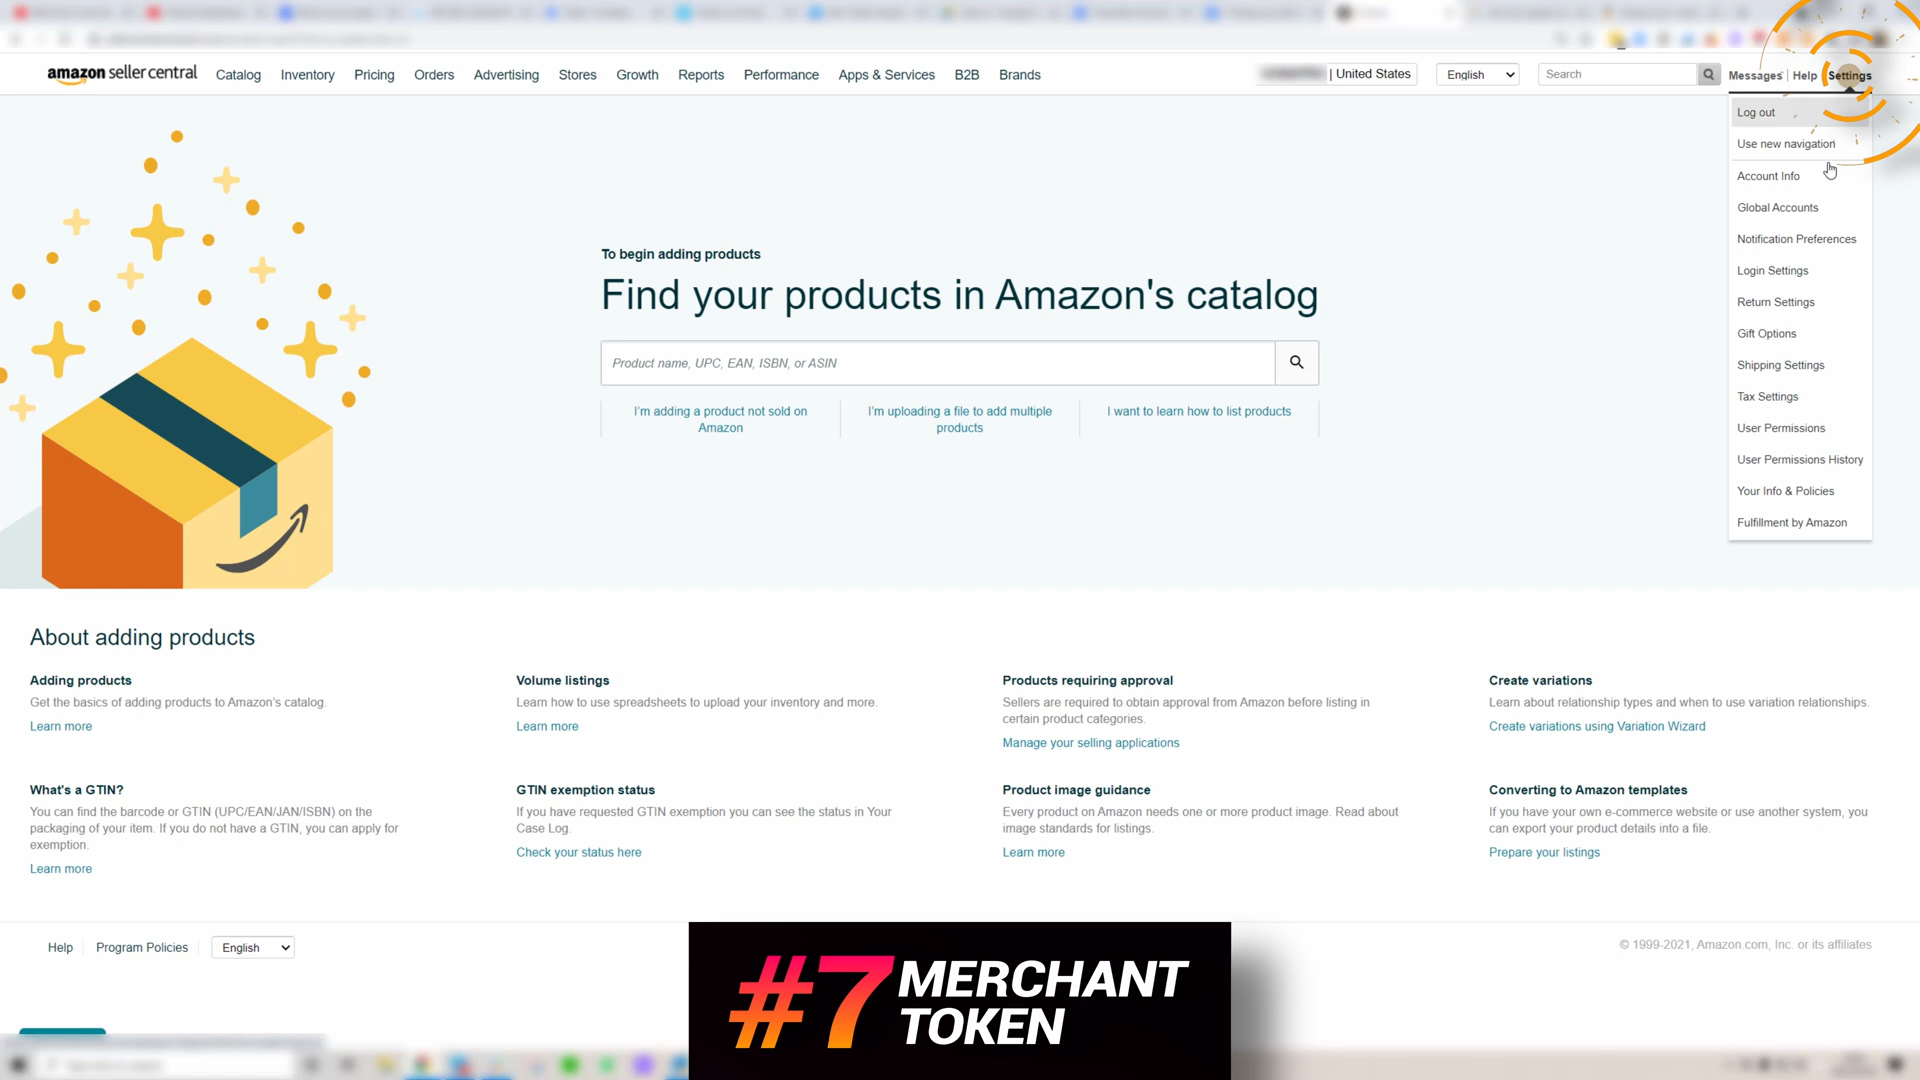 amazon seller central
Catalog
Inventory
Pricing
Orders
Advertising
Stores
Growth
Reports
Performance
Apps & Services
B2B
Brands
| United States
English
Search
Messages
Help
Settings
Log out
Use new navigation
Account Info
Global Accounts
Notification Preferences
Login Settings
Return Settings
Gift Options
Shipping Settings
Tax Settings
User Permissions
User Permissions History
Your Info & Policies
Fulfillment by Amazon
To begin adding products
Find your products in Amazon's catalog
Product name, UPC, EAN, ISBN, or ASIN
I'm adding a product not sold on
Amazon
I'm uploading a file to add multiple
products
I want to learn how to list products
About adding products
Adding products
Get the basics of adding products to Amazon's catalog.
Learn more
Volume listings
Learn how to use spreadsheets to upload your inventory and more.
Learn more
Products requiring approval
Sellers are required to obtain approval from Amazon before listing in
certain product categories.
Manage your selling applications
Create variations
Learn about relationship types and when to use variation relationships.
Create variations using Variation Wizard
What's a GTIN?
You can find the barcode or GTIN (UPC/EAN/JAN/ISBN) on the
packaging of your item. If you do not have a GTIN, you can apply for
exemption.
Learn more
GTIN exemption status
If you have requested GTIN exemption you can see the status in Your
Case Log.
Check your status here
Product image guidance
Every product on Amazon needs one or more product image. Read about
image standards for listings.
Learn more
Converting to Amazon templates
If you have your own e-commerce website or use another system, you
can export your product details into a file.
Prepare your listings
Help
Program Policies
English
© 1999-2021, Amazon.com, Inc. or its affiliates
#7 MERCHANT
TOKEN